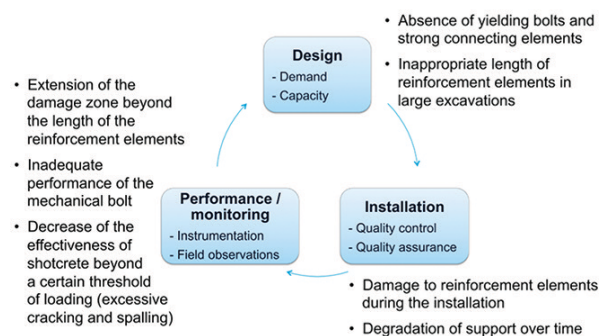 Design
- Demand
- Capacity
• Absence of yielding bolts and
strong connecting elements
• Inappropriate length of
reinforcement elements in
large excavations
• Extension of the
damage zone beyond
the length of the
reinforcement elements
• Inadequate
performance of the
mechanical bolt
• Decrease of the
effectiveness of
shotcrete beyond
a certain threshold
of loading (excessive
cracking and spalling)
Performance /
monitoring
- Instrumentation
- Field observations
Installation
- Quality control
- Quality assurance
• Damage to reinforcement elements
during the installation
• Degradation of support over time